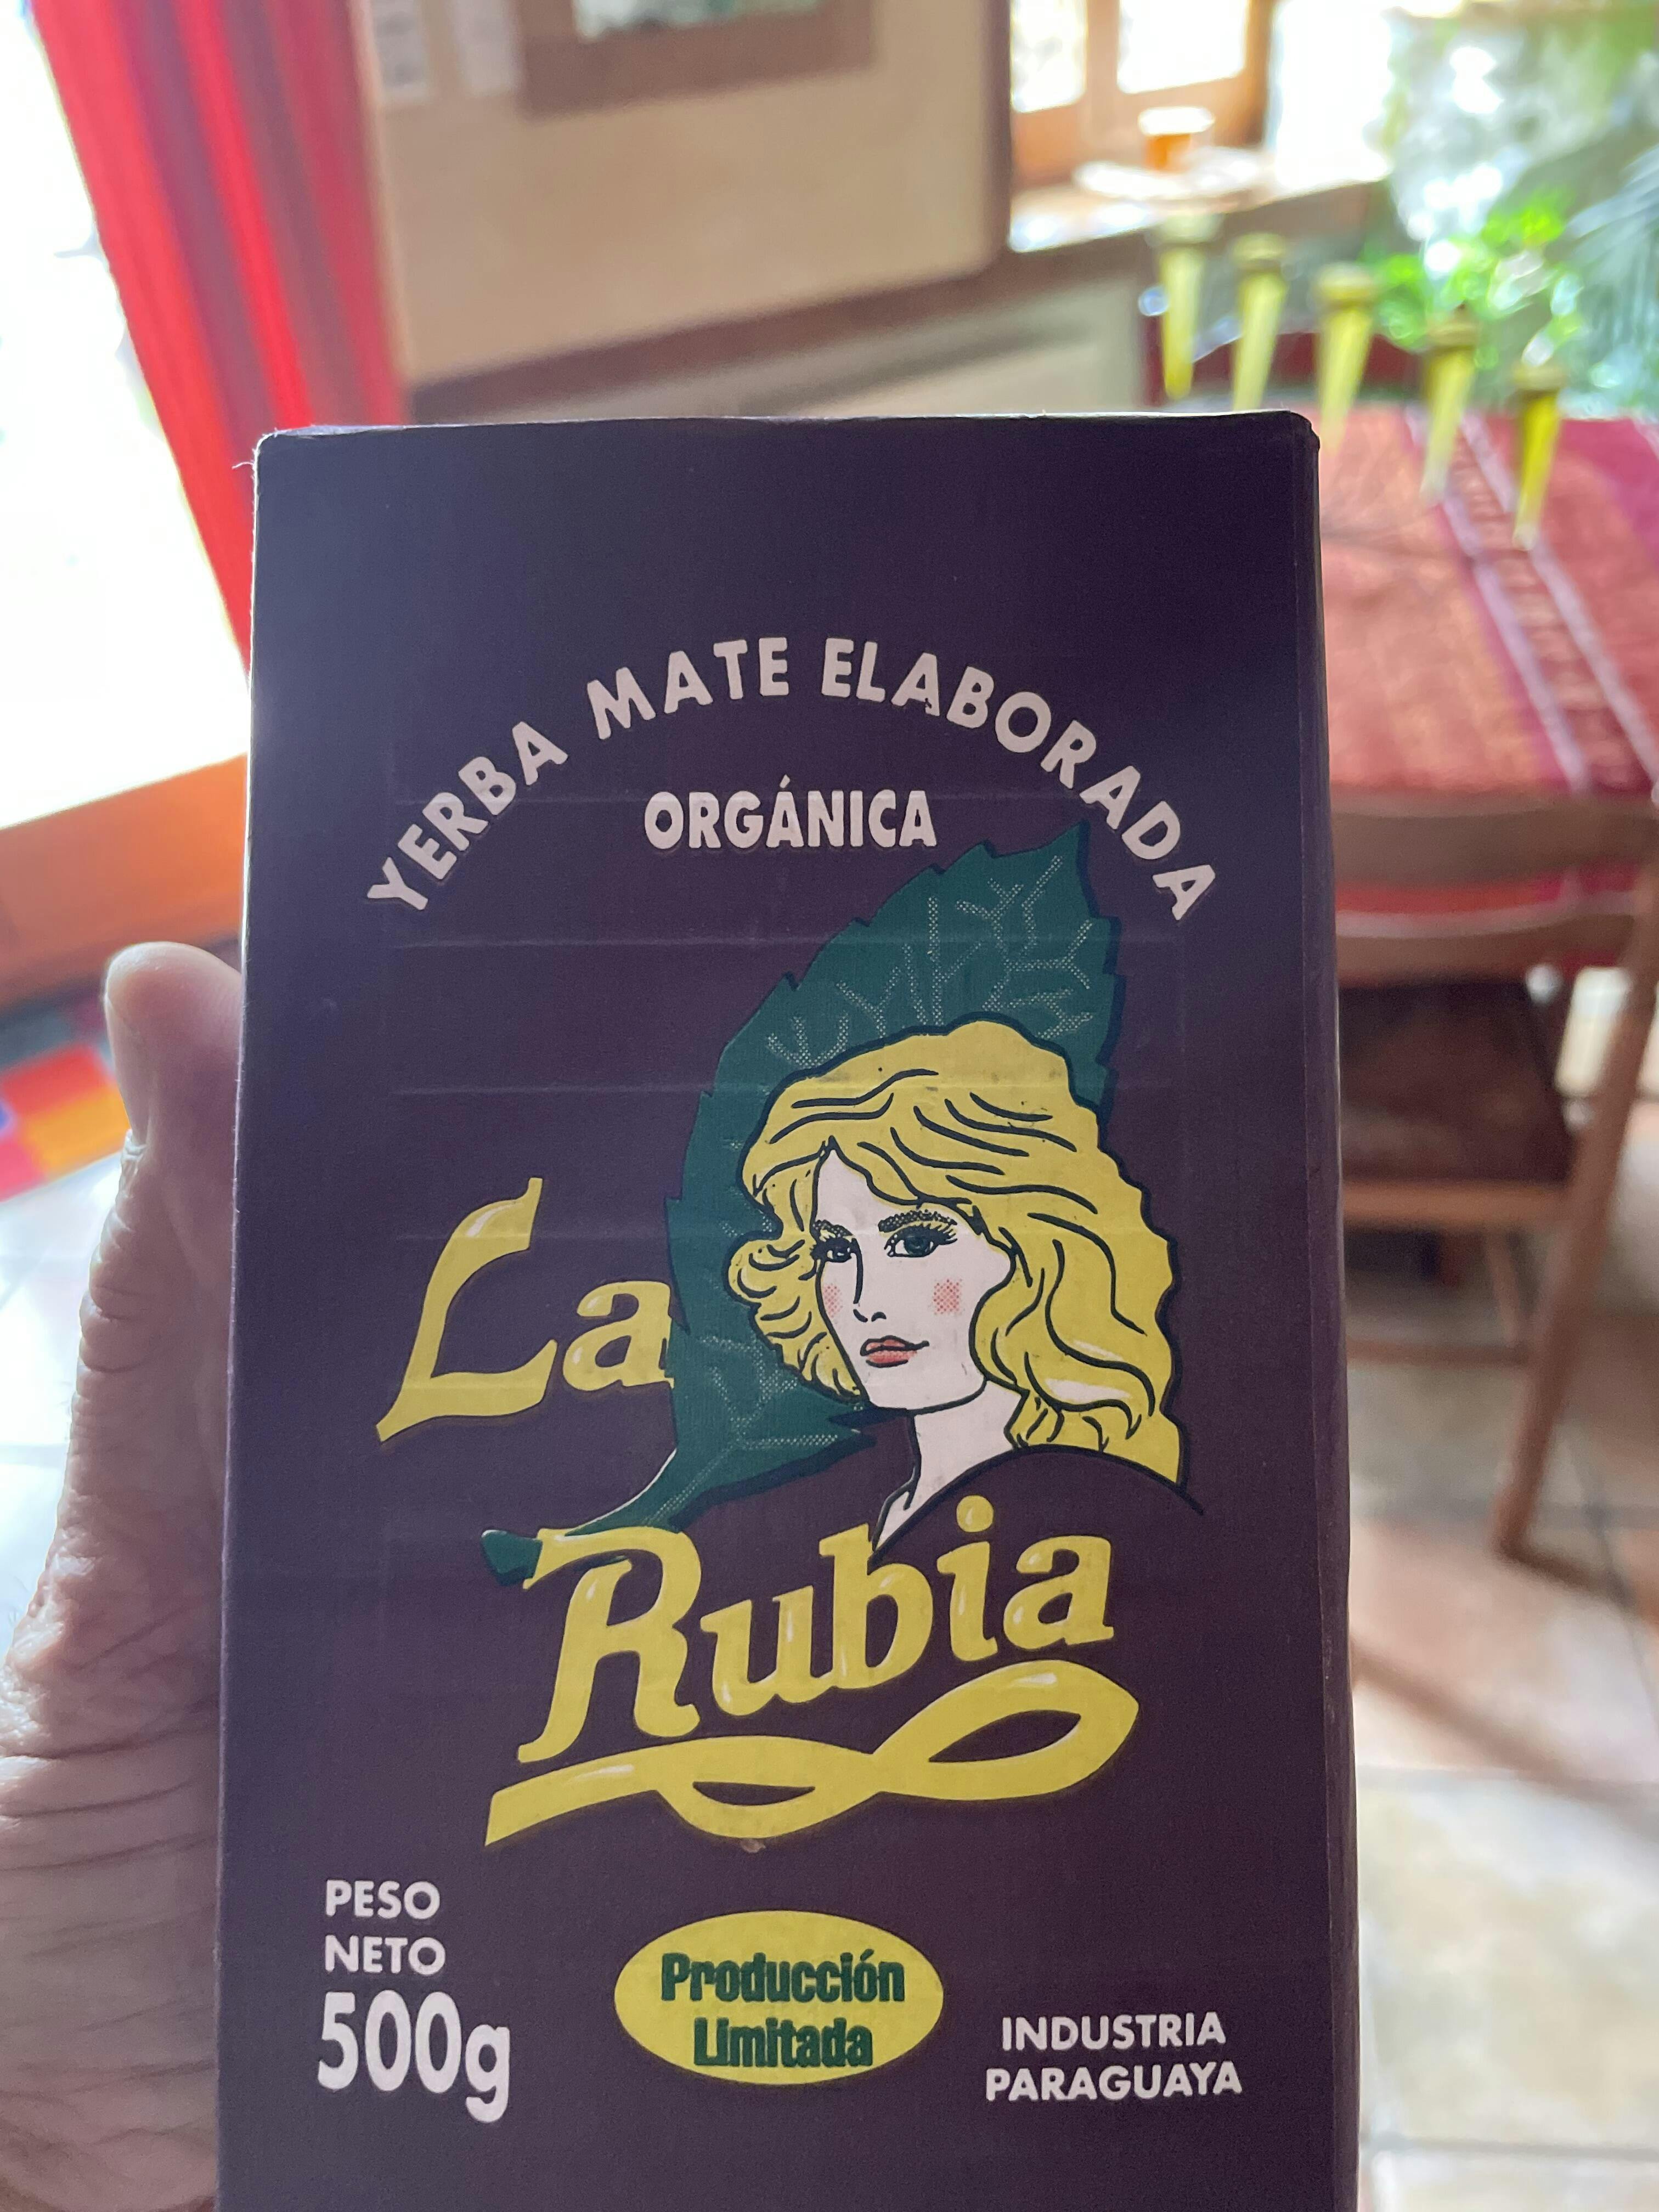 YERBA MATE ELABORADA
ORGÁNICA
La
Rubia
PESO
NETO
500g
Producción
Limitada
INDUSTRIA
PARAGUAYA